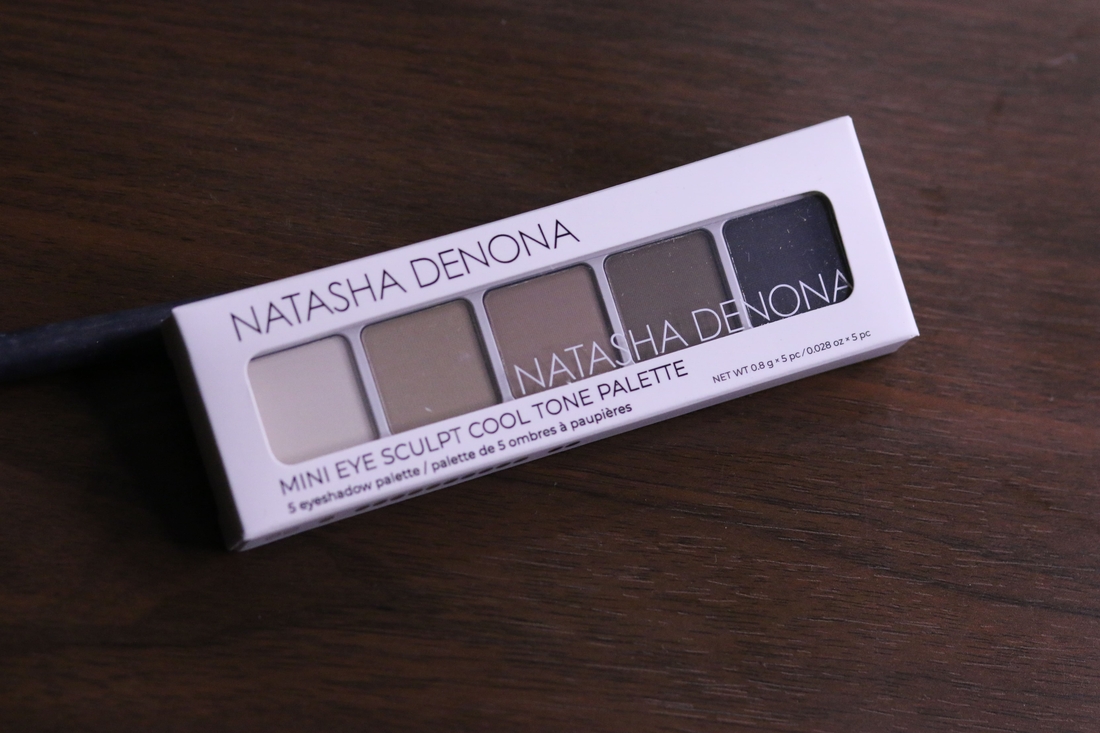 NATASHA DENONA
NATASHA DENONA
MINI EYE SCULPT COOL TONE PALETTE
5 eyeshadow palette / palette de 5 ombres à paupières
NET WT 0.8 g × 5 pc / 0.028 oz × 5 pc